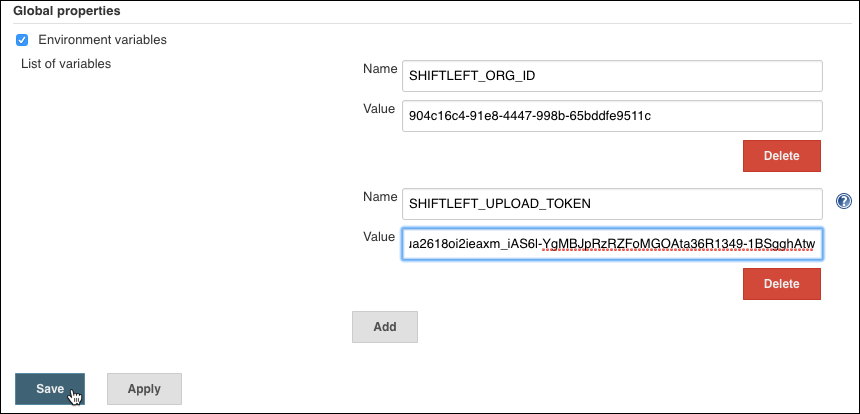 Global properties
Environment variables
List of variables
Name SHIFTLEFT_ORG_ID
Value 904c16c4-91e8-4447-998b-65bddfe9511c
Delete
Name SHIFTLEFT_UPLOAD_TOKEN ?
Value a2618oi2ieaxm_iAS6l-YgMBJpRzRZFoMGOAta36R1349-1BSgghAtw
Delete
Add
Save Apply